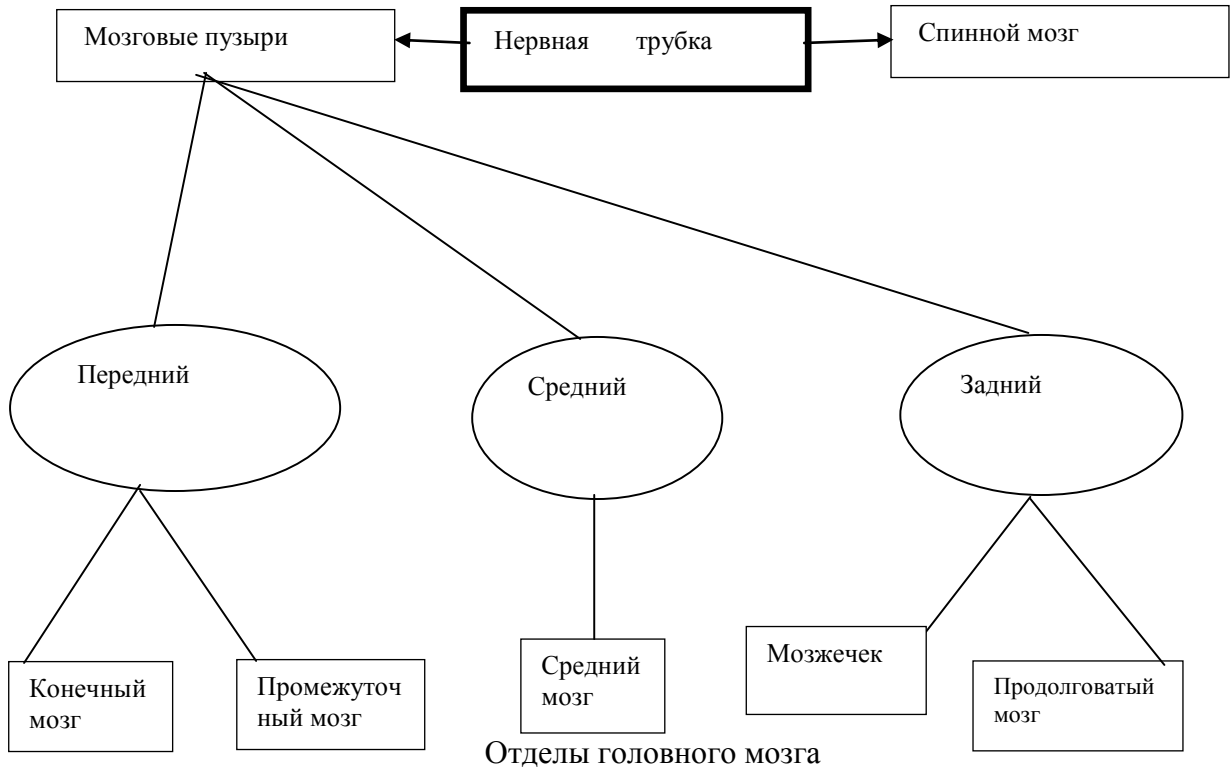 Мозговые пузыри
Нервная трубка
Спинной мозг
Передний
Средний
Задний
Конечный
мозг
Промежуточ
ный мозг
Средний
мозг
Мозжечек
Продолговатый
мозг
Отделы головного мозга